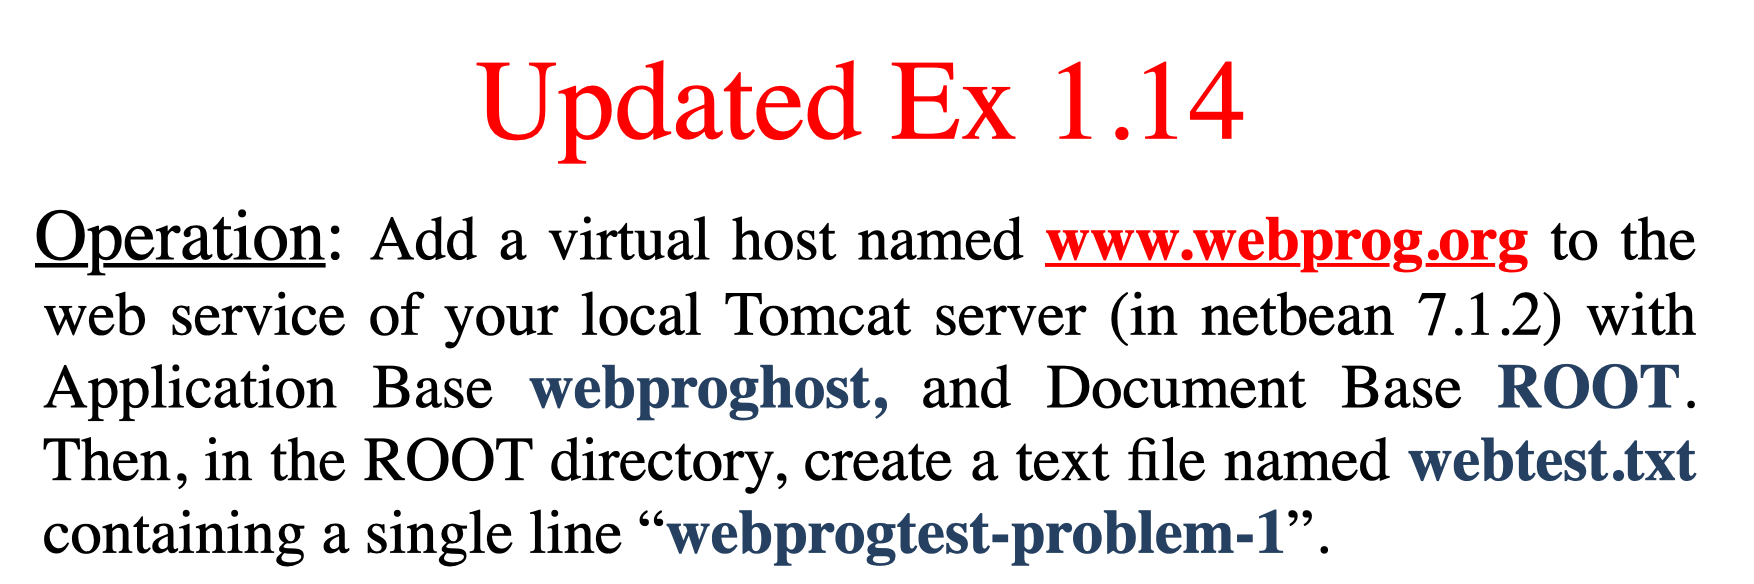 Updated Ex 1.14
Operation: Add a virtual host named www.webprog.org to the
web service of your local Tomcat server (in netbean 7.1.2) with
Application Base webproghost, and Document Base ROOT.
Then, in the ROOT directory, create a text file named webtest.txt
containing a single line “webprogtest-problem-1”.